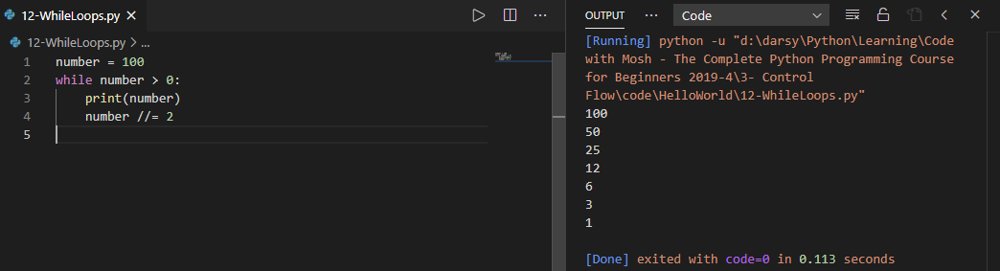 12-WhileLoops.py
12-WhileLoops.py > ...
1 number = 100
2 while number > 0:
3 print(number)
4 number //= 2
5
OUTPUT ... Code
[Running] python -u "d:\darsy\Python\Learning\Code
with Mosh - The Complete Python Programming Course
for Beginners 2019-4\3- Control
Flow\code\HelloWorld\12-WhileLoops.py"
100
50
25
12
6
3
1
[Done] exited with code=0 in 0.113 seconds